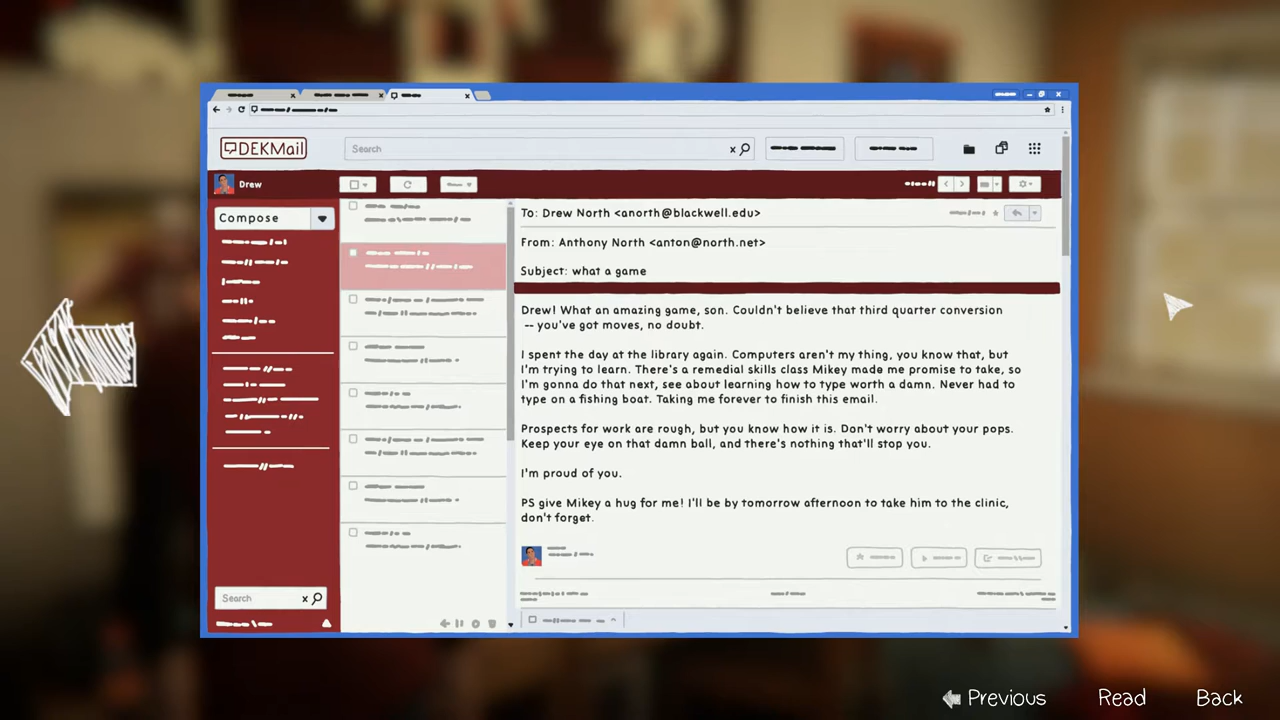 DEKMail
Search
x
Drew
Compose
To: Drew North <anorth@blackwell.edu>
From: Anthony North <anton@north.net>
Subject: what a game
Drew! What an amazing game, son. Couldn't believe that third quarter conversion
-- you've got moves, no doubt.
I spent the day at the library again. Computers aren't my thing, you know that, but
I'm trying to learn. There's a remedial skills class Mikey made me promise to take, so
I'm gonna do that next, see about learning how to type worth a damn. Never had to
type on a fishing boat. Taking me forever to finish this email.
Prospects for work are rough, but you know how it is. Don't worry about your pops.
Keep your eye on that damn ball, and there's nothing that'll stop you.
I'm proud of you.
PS give Mikey a hug for me! I'll be by tomorrow afternoon to take him to the clinic,
don't forget.
Search
x
Previous
Read
Back